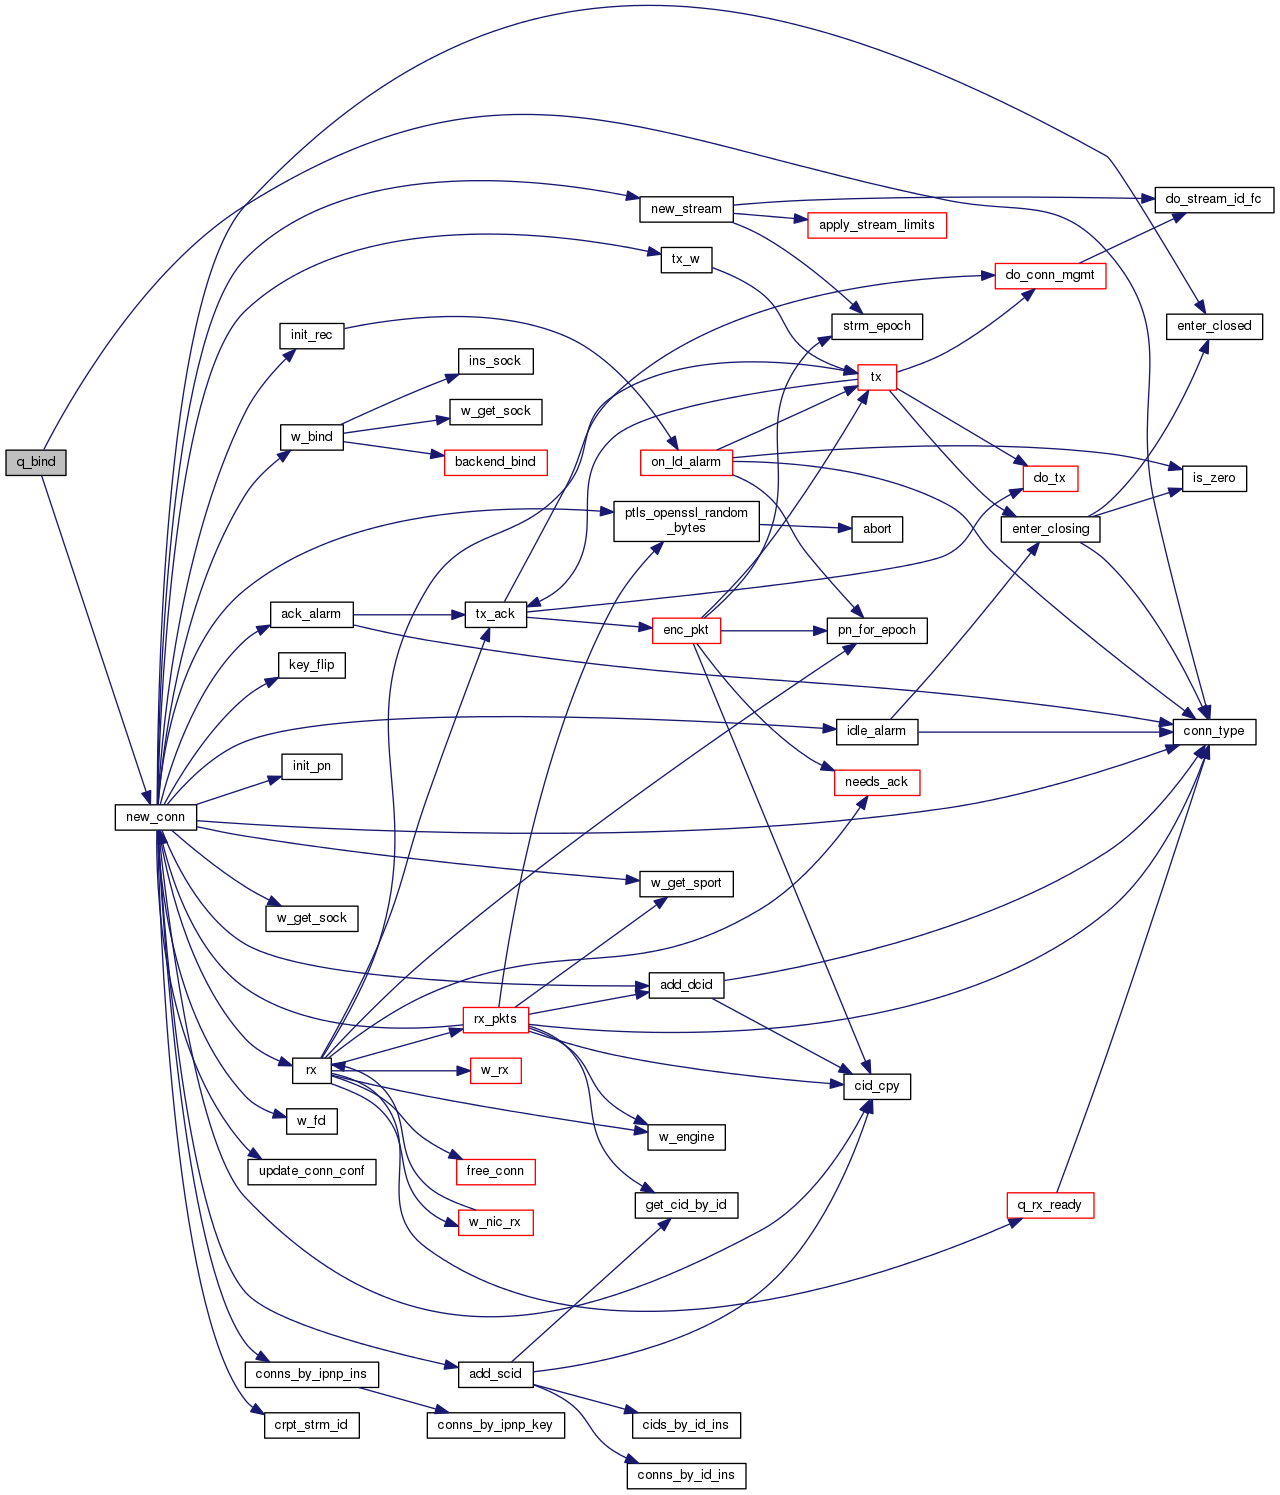 q_bind
new_conn
new_stream
tx_w
init_rec
ins_sock
w_get_sock
w_bind
backend_bind
ptls_openssl_random
_bytes
abort
ack_alarm
tx_ack
key_flip
init_pn
w_get_sock
rx
w_fd
update_conn_conf
conns_by_ipnp_ins
crpt_strm_id
conns_by_ipnp_key
add_scid
cids_by_id_ins
conns_by_id_ins
rx_pkts
w_rx
free_conn
w_nic_rx
w_get_sport
add_dcid
w_engine
get_cid_by_id
on_ld_alarm
enc_pkt
apply_stream_limits
strm_epoch
tx
pn_for_epoch
idle_alarm
needs_ack
cid_cpy
do_stream_id_fc
do_conn_mgmt
enter_closed
do_tx
is_zero
enter_closing
conn_type
q_rx_ready